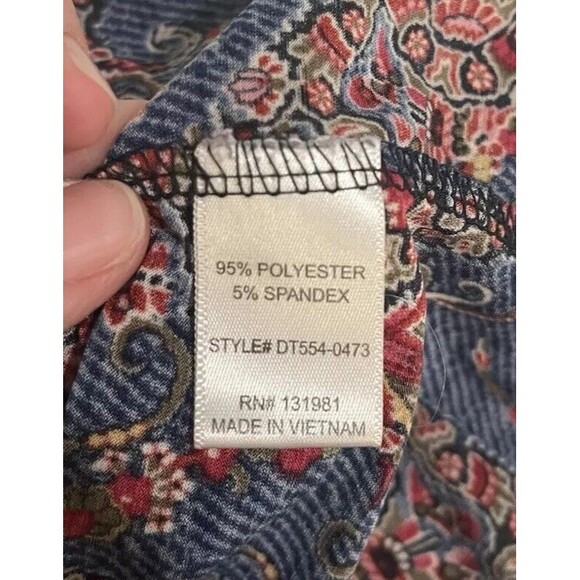 95% POLYESTER
5% SPANDEX
STYLE# DT554-0473
RN# 131981
MADE IN VIETNAM